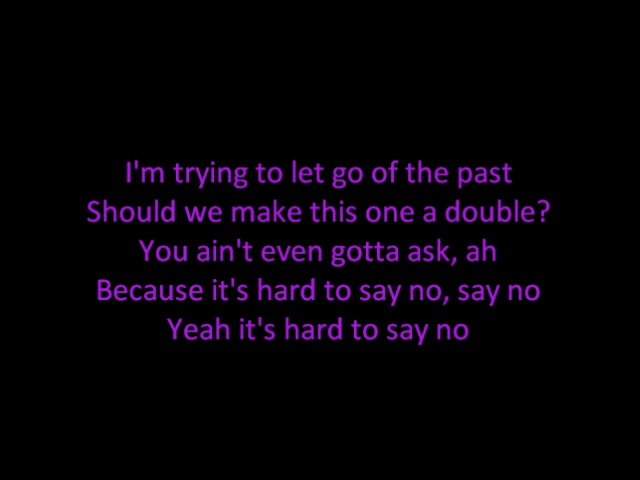 I'm trying to let go of the past
Should we make this one a double?
You ain't even gotta ask, ah
Because it's hard to say no, say no
Yeah it's hard to say no